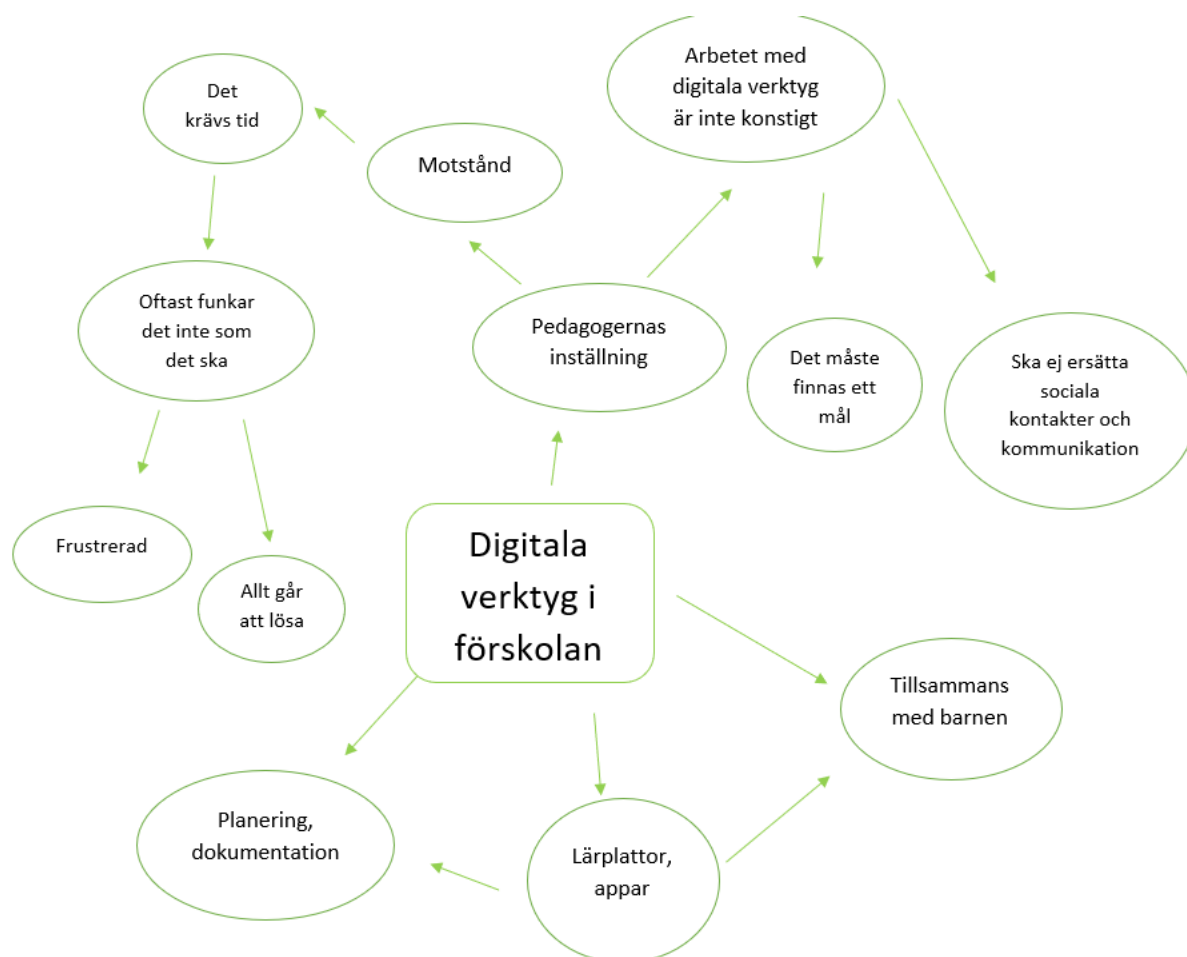 Arbetet med
digitala verktyg
är inte konstigt
Det
krävs tid
Motstånd
Oftast funkar
det inte som
det ska
Pedagogernas
inställning
Det måste
finnas ett
mål
Ska ej ersätta
sociala
kontakter och
kommunikation
Frustrerad
Allt går
att lösa
Digitala
verktyg i
förskolan
Tillsammans
med barnen
Planering,
dokumentation
Lärplattor,
appar